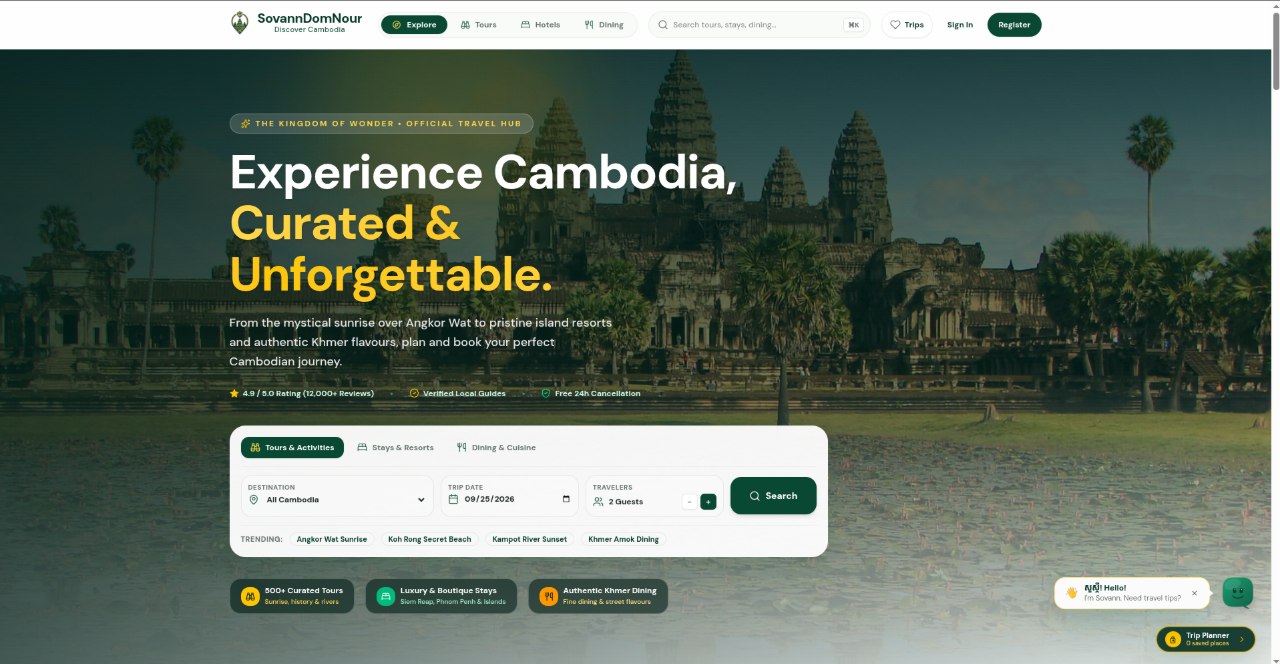 SovannDomNour
Discover Cambodia
Explore
Tours
Hotels
Dining
Search tours, stays, dining...
⌘K
Trips
Sign In
Register
THE KINGDOM OF WONDER • OFFICIAL TRAVEL HUB
Experience Cambodia,
Curated &
Unforgettable.
From the mystical sunrise over Angkor Wat to pristine island resorts
and authentic Khmer flavours, plan and book your perfect
Cambodian journey.
4.9 / 5.0 Rating (12,000+ Reviews)
Verified Local Guides
Free 24h Cancellation
Tours & Activities
Stays & Resorts
Dining & Cuisine
DESTINATION
All Cambodia
TRIP DATE
09/25/2026
TRAVELERS
2 Guests
-
+
Search
TRENDING:
Angkor Wat Sunrise
Koh Rong Secret Beach
Kampot River Sunset
Khmer Amok Dining
500+ Curated Tours
Sunrise, history & rivers
Luxury & Boutique Stays
Siem Reap, Phnom Penh & Islands
Authentic Khmer Dining
Fine dining & street flavours
សួស្តី! Hello!
I'm Sovann. Need travel tips?
×
Trip Planner
0 saved places